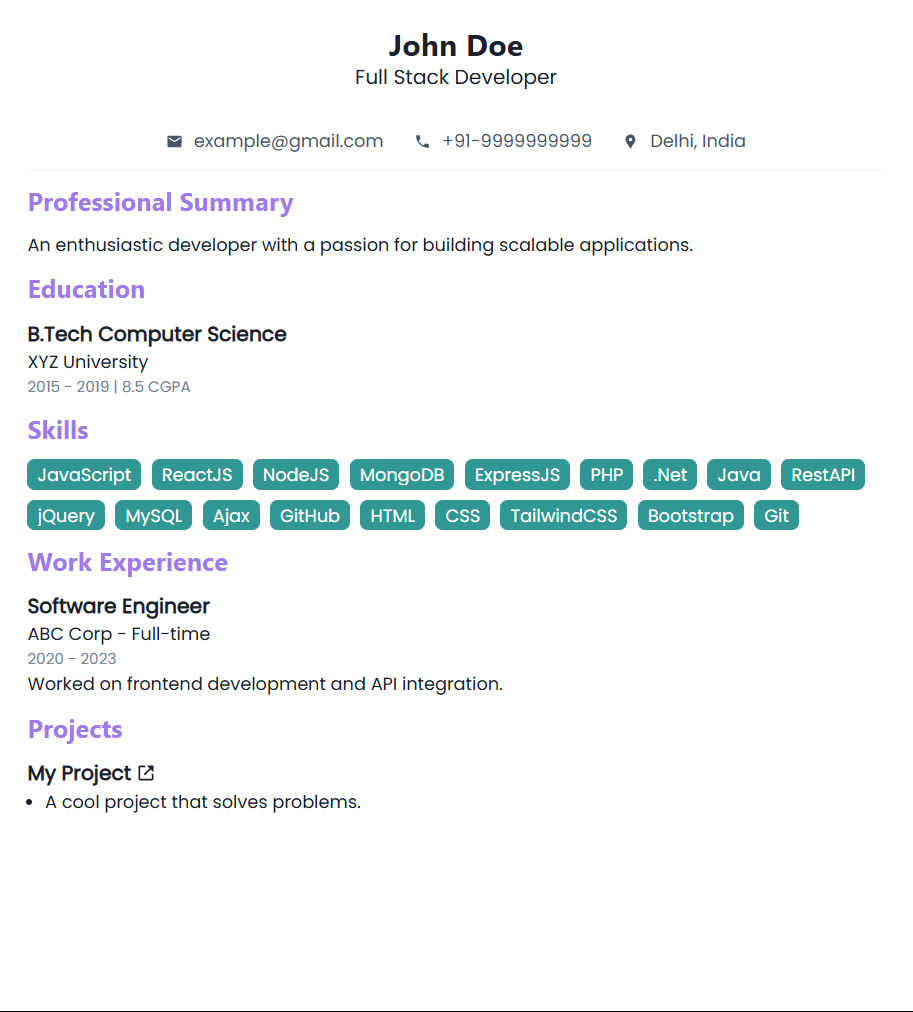 John Doe
Full Stack Developer
example@gmail.com +91-9999999999 Delhi, India
Professional Summary
An enthusiastic developer with a passion for building scalable applications.
Education
B.Tech Computer Science
XYZ University
2015 - 2019 | 8.5 CGPA
Skills
JavaScript ReactJS NodeJS MongoDB ExpressJS PHP .Net Java RestAPI
jQuery MySQL Ajax GitHub HTML CSS TailwindCSS Bootstrap Git
Work Experience
Software Engineer
ABC Corp - Full-time
2020 - 2023
Worked on frontend development and API integration.
Projects
My Project
• A cool project that solves problems.